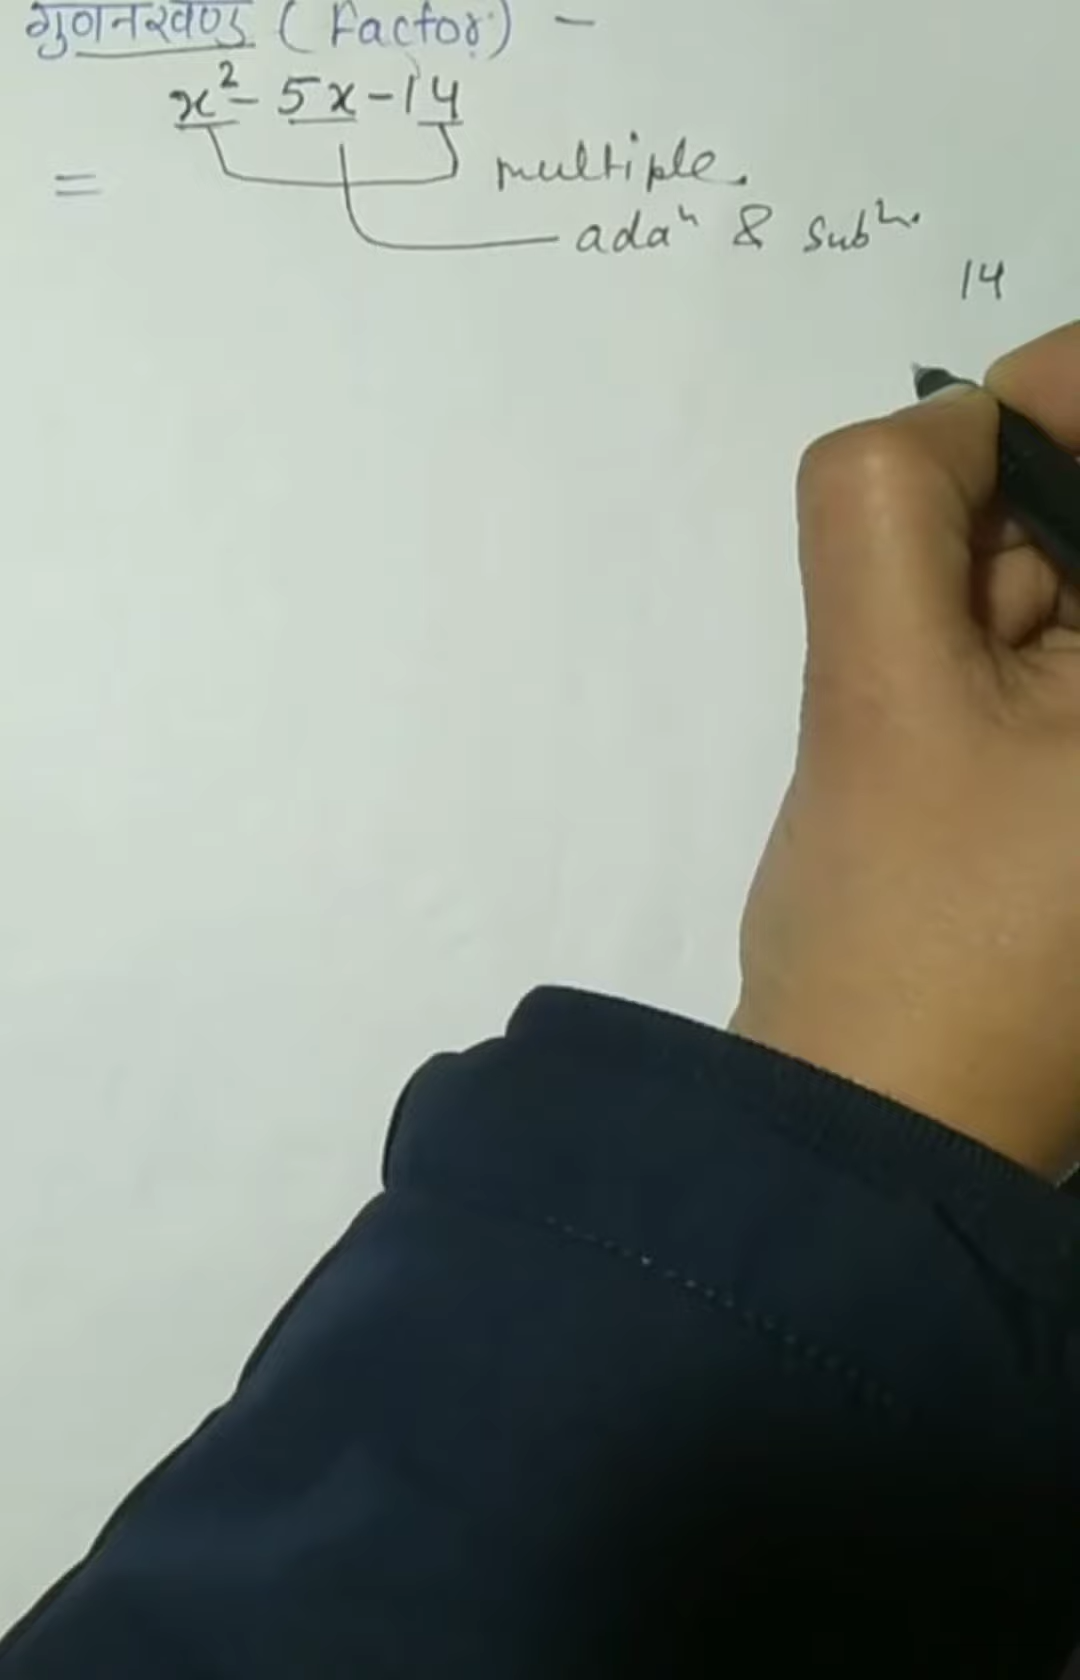 गुणनखण्ड (Factor) -
x² - 5x - 14
= multiple.
adaⁿ & subⁿ.
14